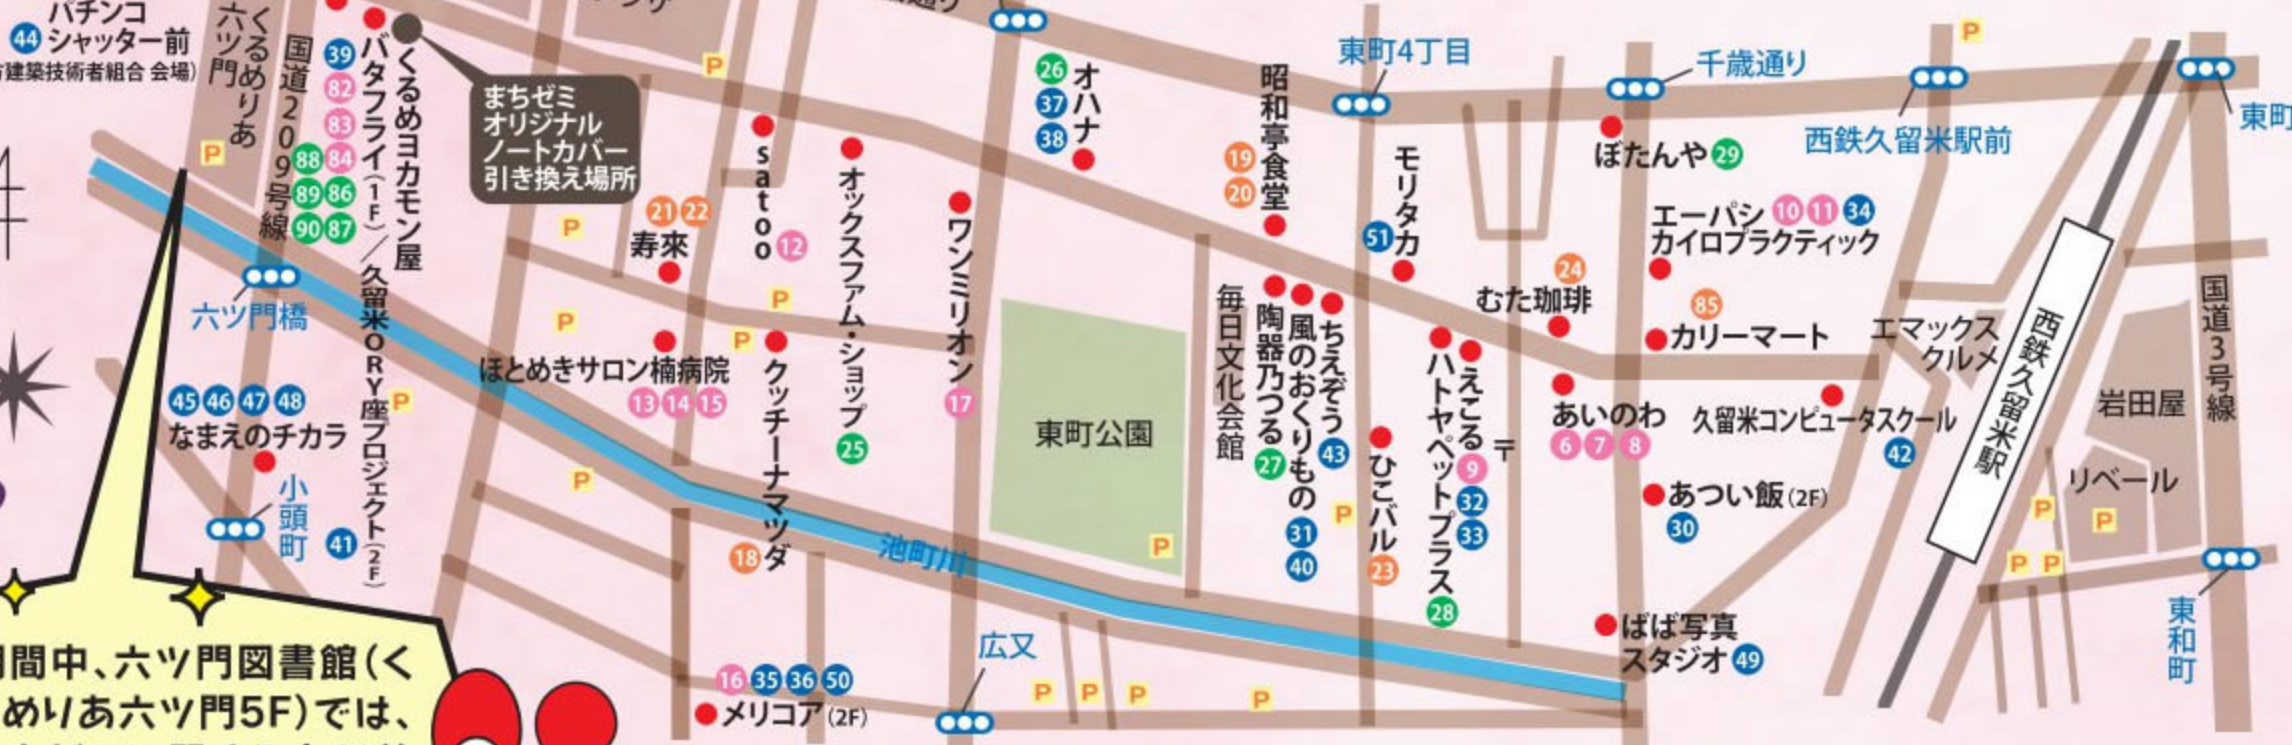 パチンコ
44 シャッター前
建築技術者組合 会場)
くるめりあ
六ツ門
国道209号線
39
82
83
88 84
89 86
90 87
バタフライ(1F)/久留米ORY座プロジェクト(2F)
41
くるめヨカモン屋
まちゼミ
オリジナル
ノートカバー
引き換え場所
P
P
六ツ門橋
45 46 47 48
なまえのチカラ
小頭町
P
21 22
寿來
P
P
P
P
P
satoo
12
ほとめきサロン楠病院
13 14 15
クッチーナマツダ
18
オックスファム・ショップ
25
ワンミリオン
17
26
37
38
オハナ
東町公園
P
池町川
昭和亭食堂
19
20
毎日文化会館
陶器乃つる
27
風のおくりもの
31
40
ちえぞう
43
P
東町4丁目
モリタカ
51
ひこバル
23
ハトヤペットプラス
28
えこる
9
32
33
〒
千歳通り
ぼたんや 29
エーパシ 10 11 34
カイロプラクティック
24
むた珈琲
85
カリーマート
あいのわ
6 7 8
久留米コンピュータスクール
42
あつい飯(2F)
30
ばば写真
スタジオ 49
P
西鉄久留米駅前
エマックス
クルメ
西鉄久留米駅
岩田屋
リベール
P
P
P P
国道3号線
東町
東和町
16 35 36 50
メリコア(2F)
広又
P P P P
間中、六ツ門図書館(く
めりあ六ツ門5F)では、